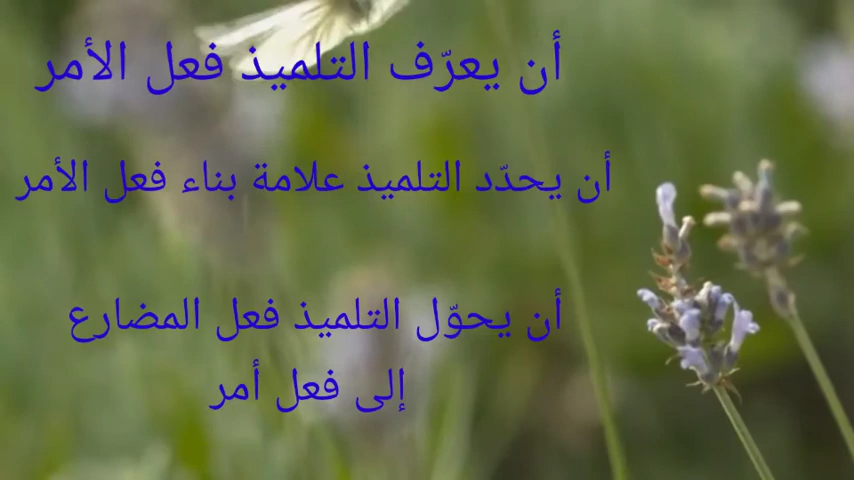 أن يعرّف التلميذ فعل الأمر
أن يحدّد التلميذ علامة بناء فعل الأمر
أن يحوّل التلميذ فعل المضارع
إلى فعل أمر